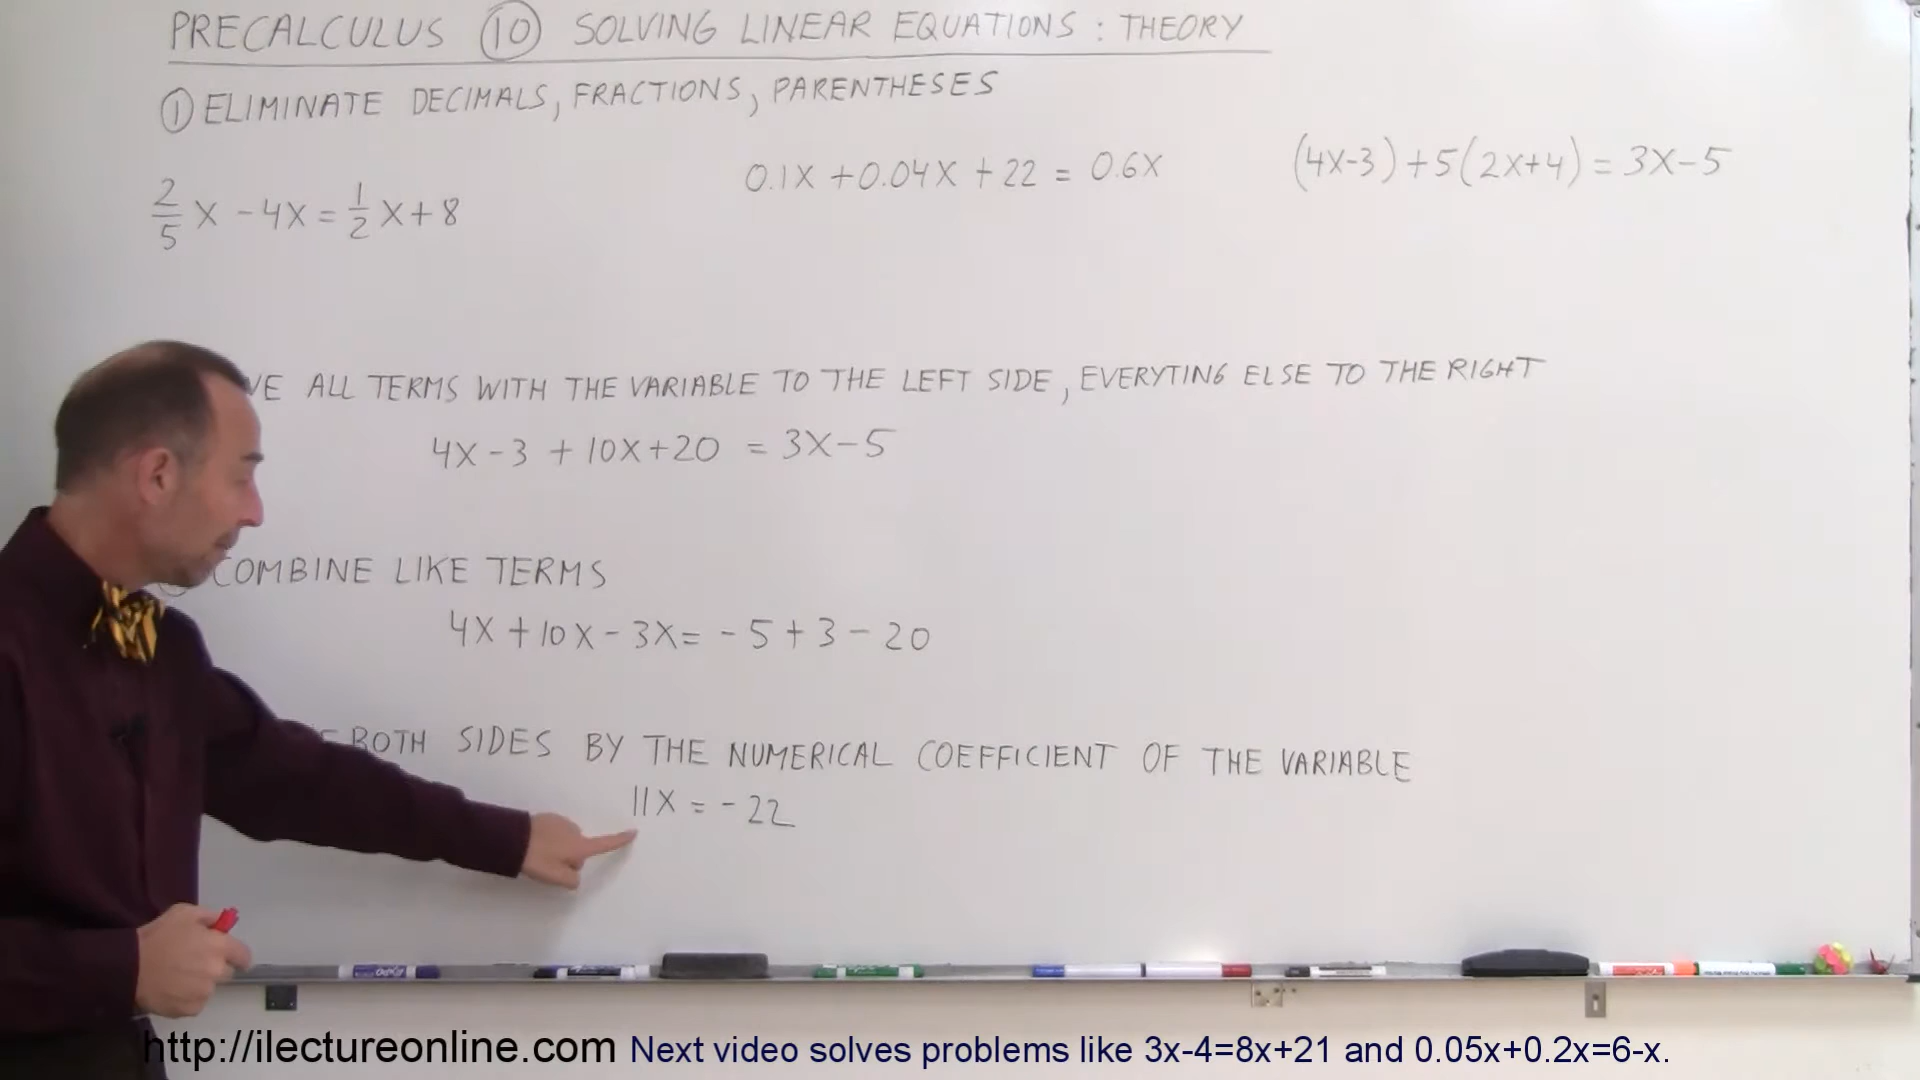 PRECALCULUS 10 SOLVING LINEAR EQUATIONS : THEORY
1 ELIMINATE DECIMALS, FRACTIONS, PARENTHESES
2/5 X - 4X = 1/2 X + 8
0.1X + 0.04X + 22 = 0.6X
(4X-3) + 5(2X+4) = 3X-5
VE ALL TERMS WITH THE VARIABLE TO THE LEFT SIDE, EVERYTING ELSE TO THE RIGHT
4X - 3 + 10X + 20 = 3X - 5
COMBINE LIKE TERMS
4X + 10X - 3X = - 5 + 3 - 20
BOTH SIDES BY THE NUMERICAL COEFFICIENT OF THE VARIABLE
11X = - 22
http://ilectureonline.com Next video solves problems like 3x-4=8x+21 and 0.05x+0.2x=6-x.